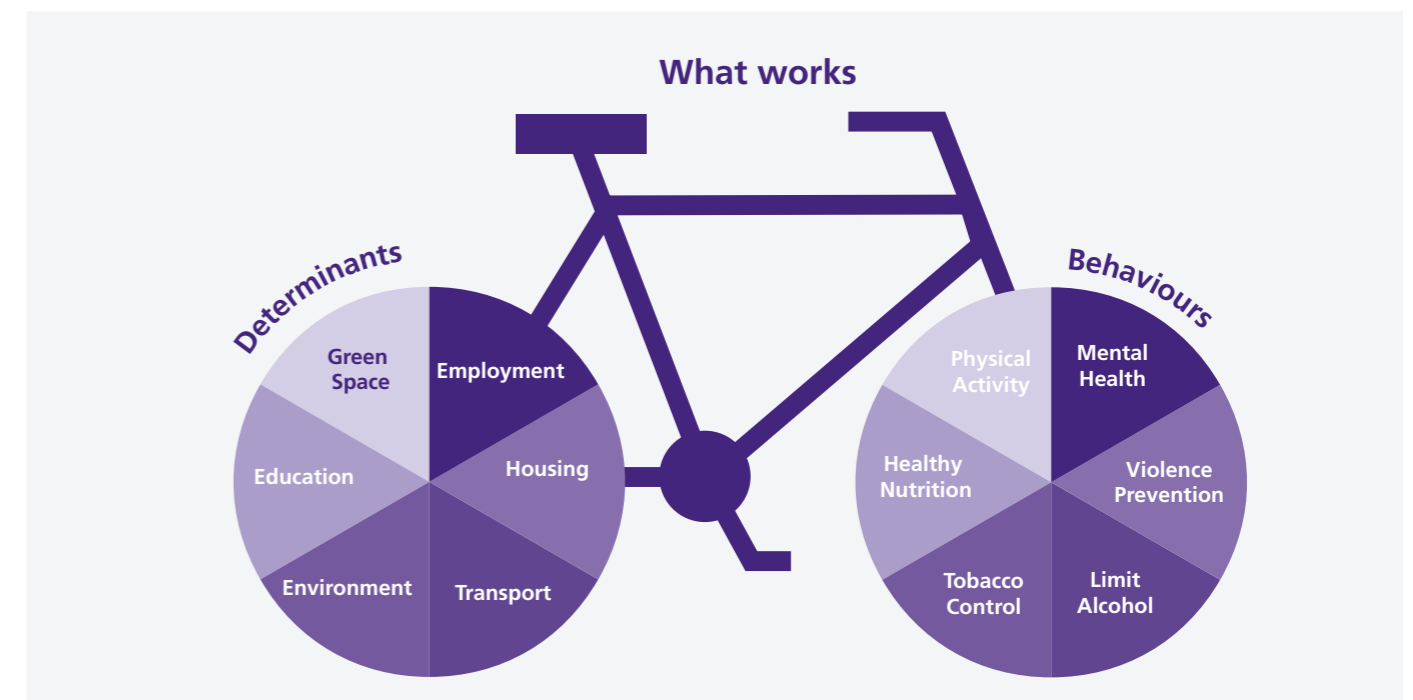 What works
Determinants
Green
Space
Employment
Education
Housing
Environment
Transport
Behaviours
Physical
Activity
Mental
Health
Healthy
Nutrition
Violence
Prevention
Tobacco
Control
Limit
Alcohol